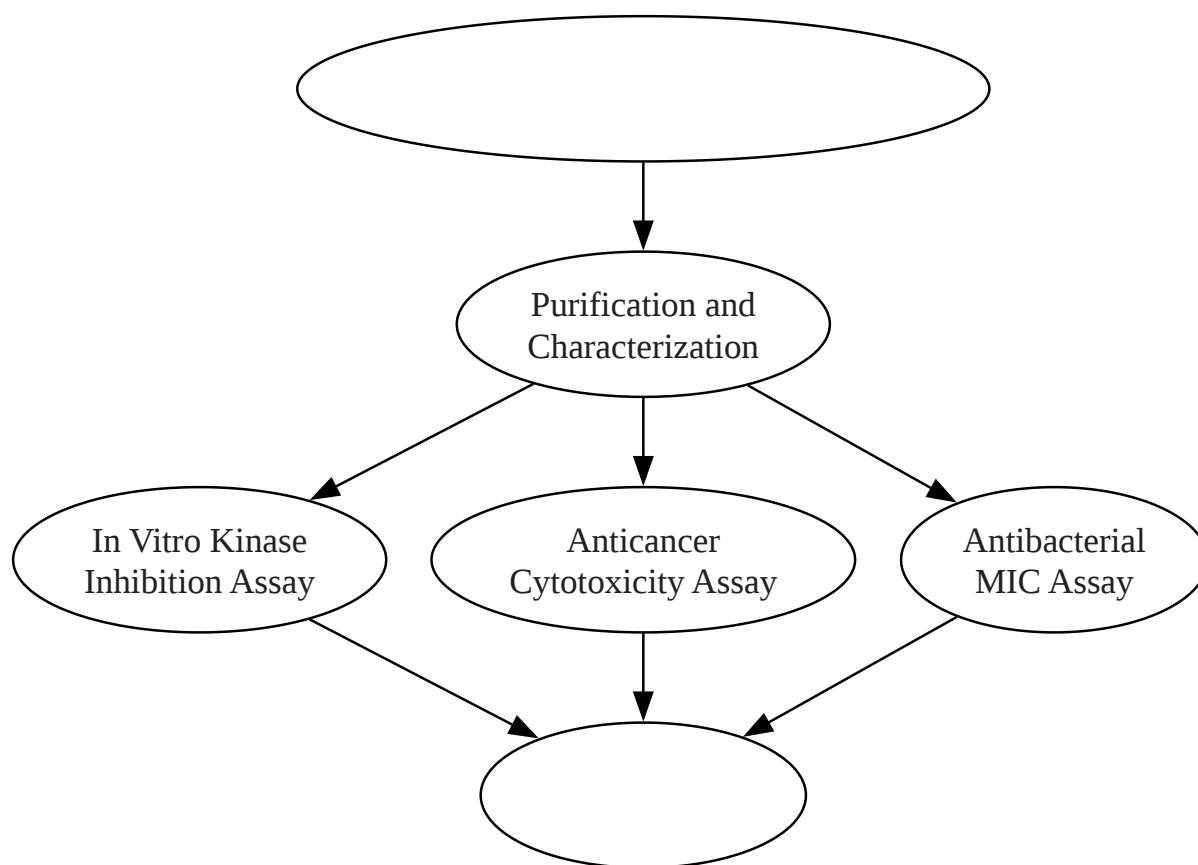 Purification and
Characterization
In Vitro Kinase
Inhibition Assay
Anticancer
Cytotoxicity Assay
Antibacterial
MIC Assay